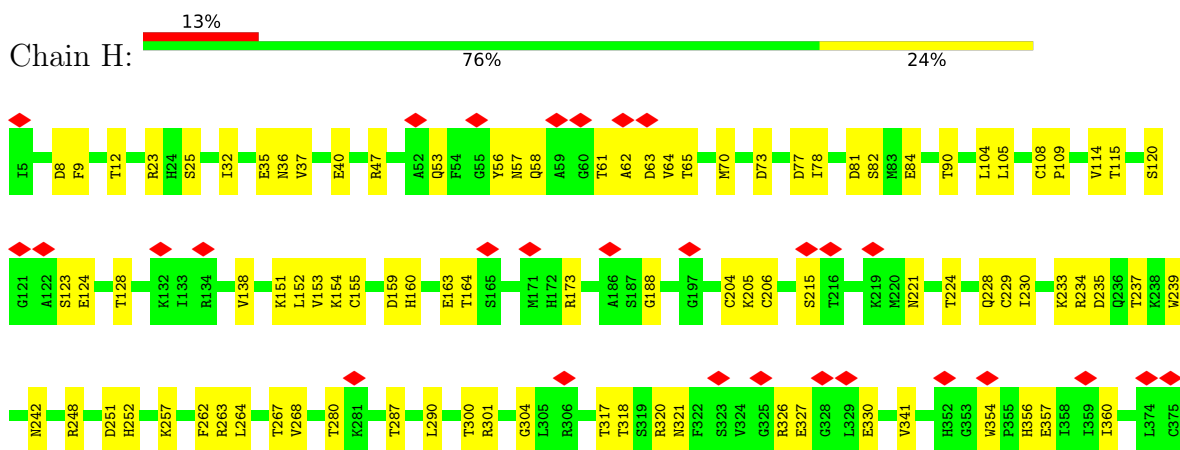 13%
Chain H:
76% 24%
I5 D8 F9 T12 R23 H24 S25 I32 E35 N36 V37 E40 R47 A52 Q53 F54 G55 Y56 N57 Q58 A59 G60 T61 A62 D63 V64 T65 M70 D73 D77 I78 D81 S82 M83 E84 T90 L104 L105 C108 P109 V114 T115 S120
G121 A122 S123 E124 T128 K132 I133 R134 V138 K151 L152 V153 K154 C155 D159 H160 E163 T164 S165 M171 H172 R173 A186 S187 G188 G197 C204 K205 C206 S215 T216 K219 M220 N221 T224 Q228 C229 I230 K233 R234 D235 Q236 T237 K238 W239
N242 R248 D251 H252 K257 F262 R263 L264 T267 V268 T280 K281 T287 L290 T300 R301 G304 L305 R306 T317 T318 S319 R320 N321 F322 S323 V324 G325 R326 E327 G328 L329 E330 V341 H352 G353 W354 P355 H356 E357 I358 I359 I360 L374 C375